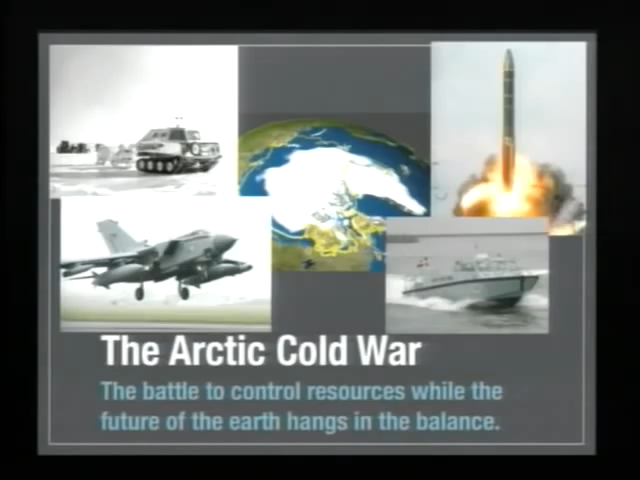 The Arctic Cold War
The battle to control resources while the
future of the earth hangs in the balance.